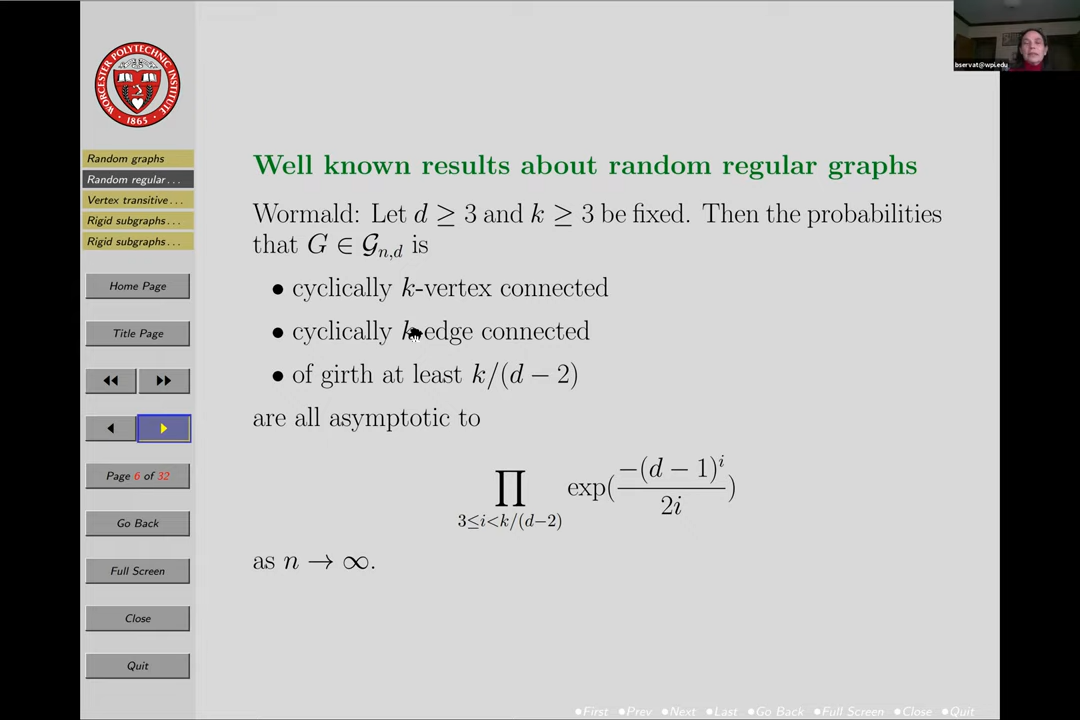 bservat@wpi.edu
WORCESTER POLYTECHNIC INSTITUTE
1865
Random graphs
Random regular . . .
Vertex transitive . . .
Rigid subgraphs . . .
Rigid subgraphs . . .
Home Page
Title Page
Page 6 of 32
Go Back
Full Screen
Close
Quit
Well known results about random regular graphs
Wormald: Let d ≥ 3 and k ≥ 3 be fixed. Then the probabilities
that G ∈ 𝒢n,d is
• cyclically k-vertex connected
• cyclically k-edge connected
• of girth at least k/(d − 2)
are all asymptotic to
∏ 3≤i<k/(d−2) exp(−(d − 1)^i / 2i)
as n → ∞.
•First •Prev •Next •Last •Go Back •Full Screen •Close •Quit